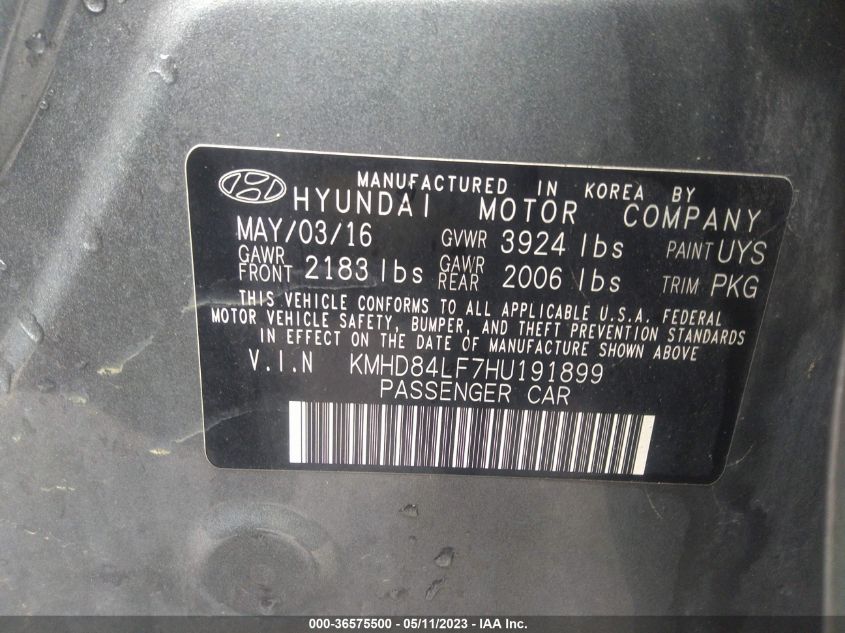 MANUFACTURED IN KOREA BY
HYUNDAI MOTOR COMPANY
MAY/03/16 GVWR 3924 lbs PAINT UYS
GAWR FRONT 2183 lbs GAWR REAR 2006 lbs TRIM PKG
THIS VEHICLE CONFORMS TO ALL APPLICABLE U.S.A. FEDERAL
MOTOR VEHICLE SAFETY, BUMPER, AND THEFT PREVENTION STANDARDS
IN EFFECT ON THE DATE OF MANUFACTURE SHOWN ABOVE
V.I.N KMHD84LF7HU191899
PASSENGER CAR
000-36575500 - 05/11/2023 - IAA Inc.